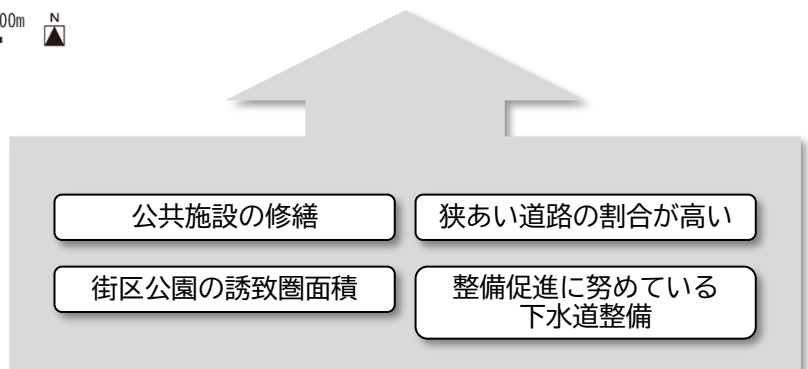 00m N
公共施設の修繕
狭あい道路の割合が高い
街区公園の誘致圏面積
整備促進に努めている
下水道整備